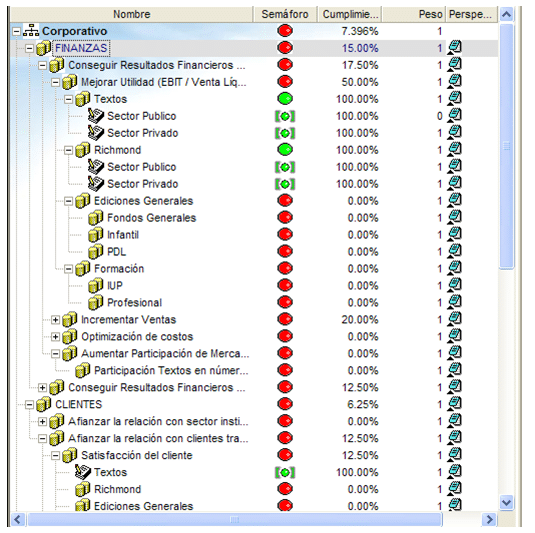 Nombre Semáforo Cumplimie... Peso Perspe...
Corporativo 7.396% 1
FINANZAS 15.00% 1
Conseguir Resultados Financieros ... 17.50% 1
Mejorar Utilidad (EBIT / Venta Líq... 50.00% 1
Textos 100.00% 1
Sector Publico 100.00% 0
Sector Privado 100.00% 1
Richmond 100.00% 1
Sector Publico 100.00% 1
Sector Privado 100.00% 1
Ediciones Generales 0.00% 1
Fondos Generales 0.00% 1
Infantil 0.00% 1
PDL 0.00% 1
Formación 0.00% 1
IUP 0.00% 1
Profesional 0.00% 1
Incrementar Ventas 20.00% 1
Optimización de costos 0.00% 1
Aumentar Participación de Merca... 0.00% 1
Participación Textos en númer... 0.00% 1
Conseguir Resultados Financieros ... 12.50% 1
CLIENTES 6.25% 1
Afianzar la relación con sector insti... 0.00% 1
Afianzar la relación con clientes tra... 12.50% 1
Satisfacción del cliente 12.50% 1
Textos 100.00% 1
Richmond 0.00% 1
Ediciones Generales 0.00% 1